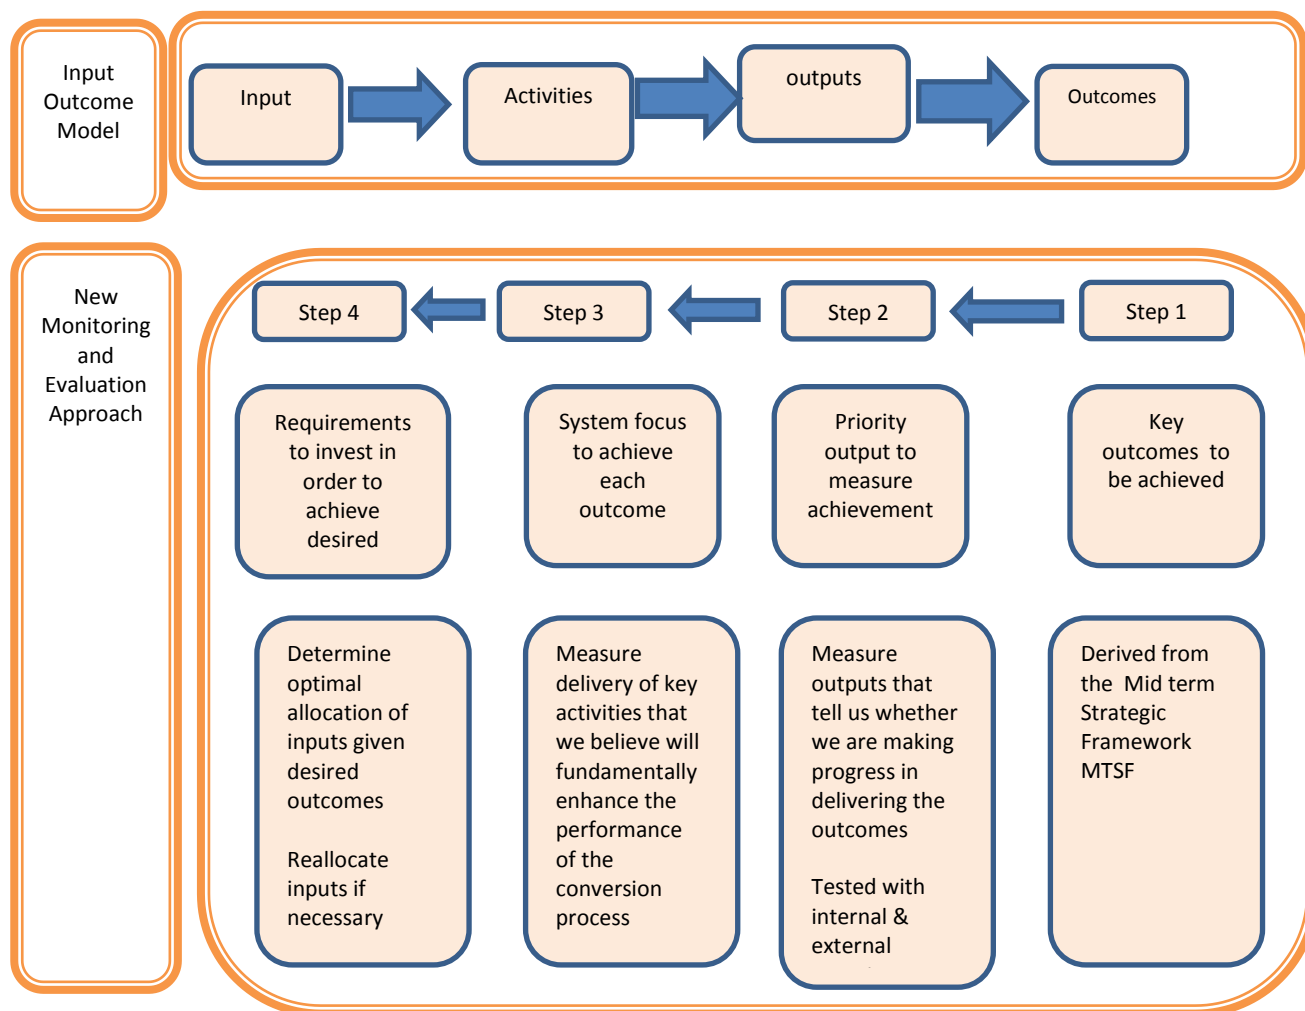 Input
Outcome
Model
Input
Activities
outputs
Outcomes
New
Monitoring
and
Evaluation
Approach
Step 4
Step 3
Step 2
Step 1
Requirements
to invest in
order to
achieve
desired
System focus
to achieve
each
outcome
Priority
output to
measure
achievement
Key
outcomes to
be achieved
Determine
optimal
allocation of
inputs given
desired
outcomes
Reallocate
inputs if
necessary
Measure
delivery of key
activities that
we believe will
fundamentally
enhance the
performance
of the
conversion
process
Measure
outputs that
tell us whether
we are making
progress in
delivering the
outcomes
Tested with
internal &
external
Derived from
the Mid term
Strategic
Framework
MTSF